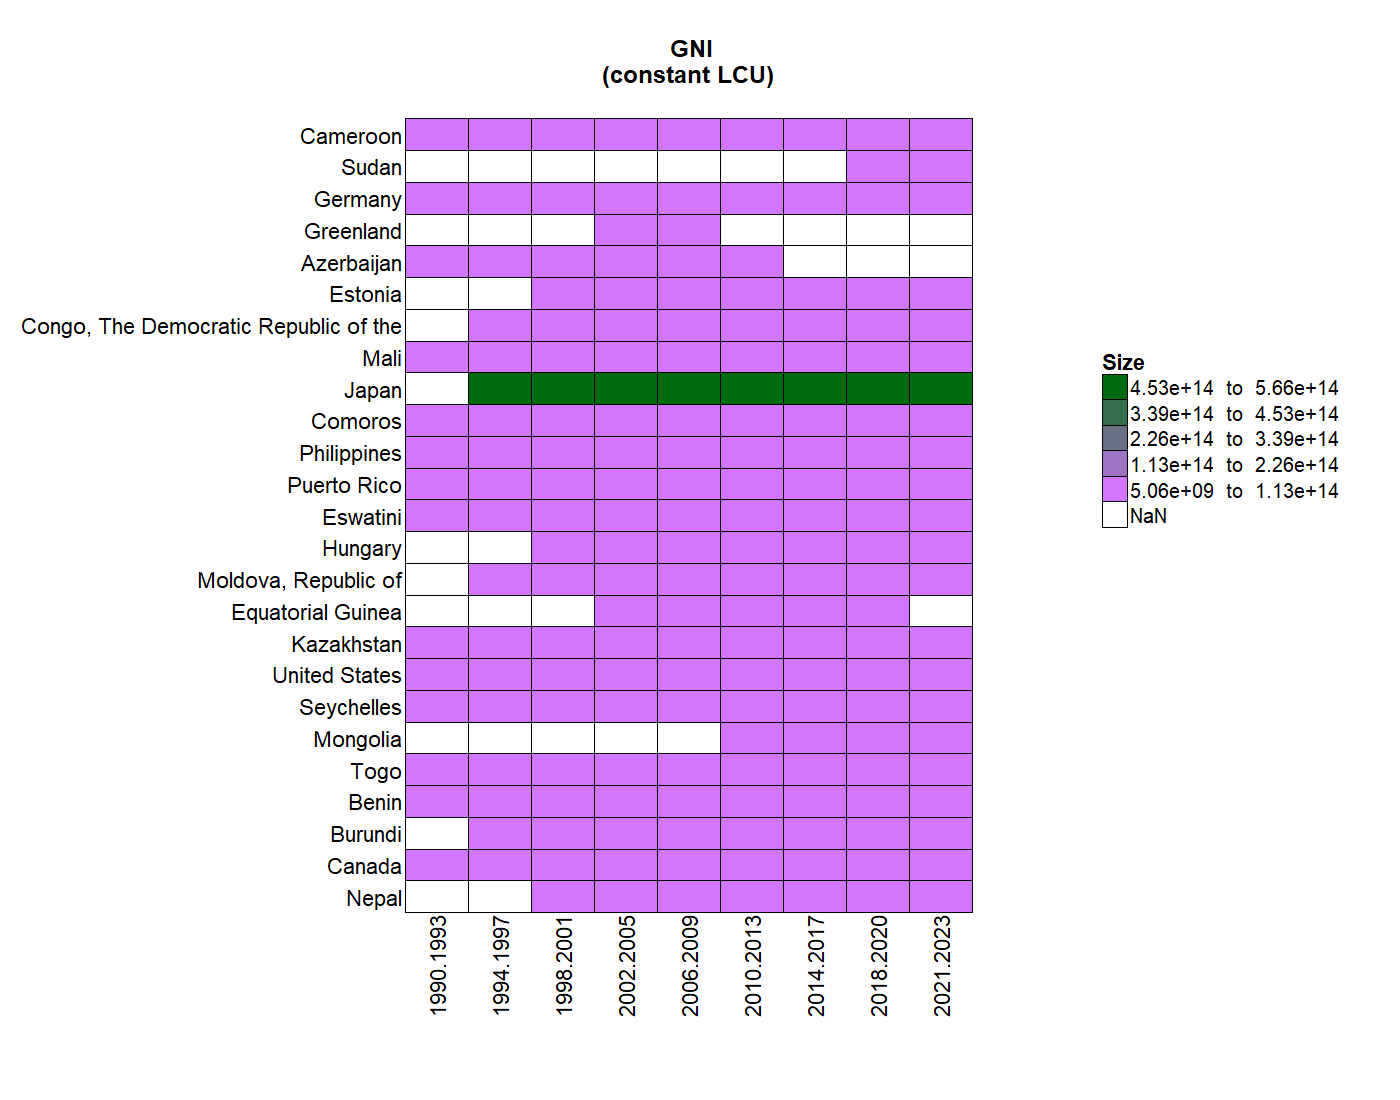 GNI
(constant LCU)
Cameroon
Sudan
Germany
Greenland
Azerbaijan
Estonia
Congo, The Democratic Republic of the
Mali
Japan
Comoros
Philippines
Puerto Rico
Eswatini
Hungary
Moldova, Republic of
Equatorial Guinea
Kazakhstan
United States
Seychelles
Mongolia
Togo
Benin
Burundi
Canada
Nepal
1990.1993
1994.1997
1998.2001
2002.2005
2006.2009
2010.2013
2014.2017
2018.2020
2021.2023
Size
4.53e+14 to 5.66e+14
3.39e+14 to 4.53e+14
2.26e+14 to 3.39e+14
1.13e+14 to 2.26e+14
5.06e+09 to 1.13e+14
NaN